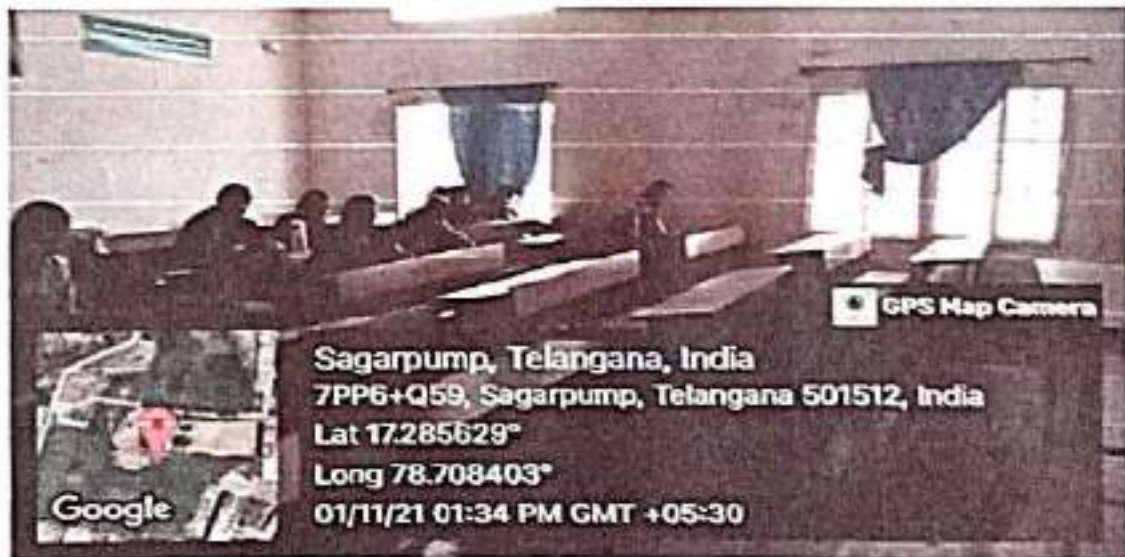 GPS Map Camera
Sagarpump, Telangana, India
7PP6+Q59, Sagarpump, Telangana 501512, India
Lat 17.285629°
Long 78.708403°
01/11/21 01:34 PM GMT +05:30
Google